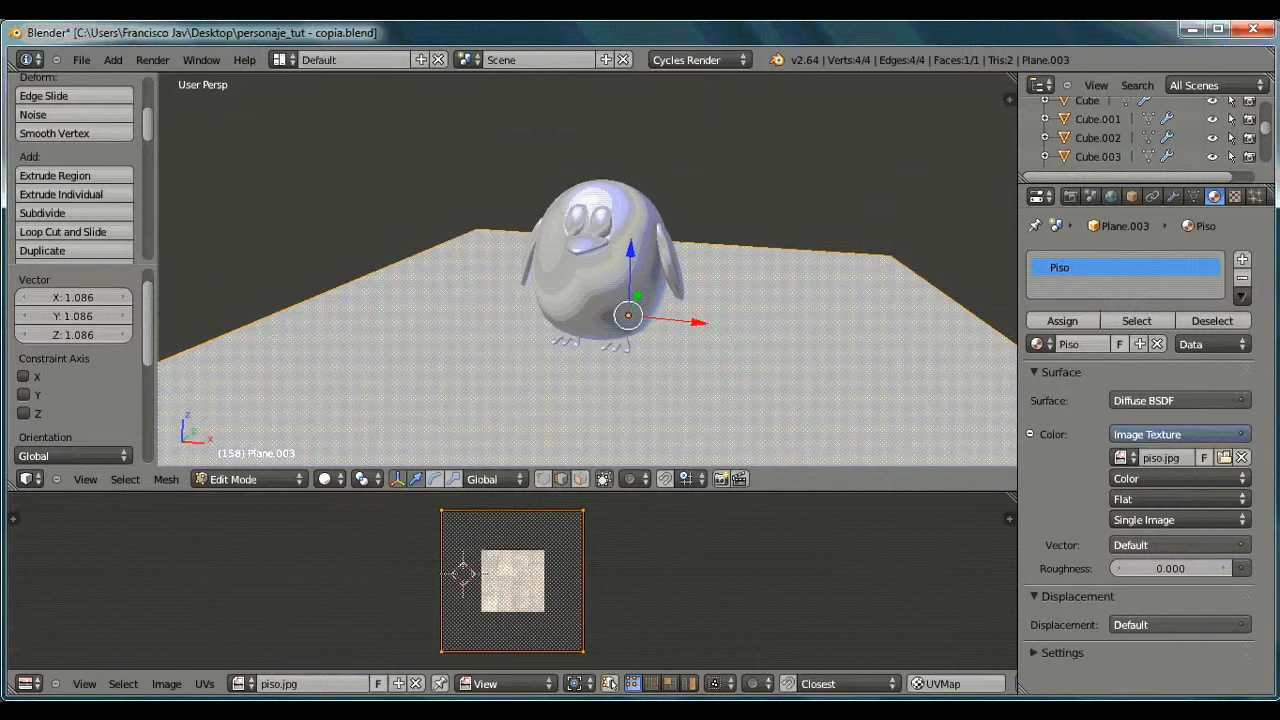 Blender* [C:\Users\Francisco Jav\Desktop\personaje_tut - copia.blend]
File Add Render Window Help Default Scene Cycles Render v2.64 | Verts:4/4 | Edges:4/4 | Faces:1/1 | Tris:2 | Plane.003
Deform:
Edge Slide
Noise
Smooth Vertex
Add:
Extrude Region
Extrude Individual
Subdivide
Loop Cut and Slide
Duplicate
Vector
X: 1.086
Y: 1.086
Z: 1.086
Constraint Axis
X
Y
Z
Orientation
Global
User Persp
z
y
x
(158) Plane.003
View Select Mesh Edit Mode Global
View Select Image UVs piso.jpg F View Closest UVMap
View Search All Scenes
Cube
Cube.001
Cube.002
Cube.003
Plane.003 Piso
Piso
Assign Select Deselect
Piso F Data
Surface
Surface: Diffuse BSDF
Color: Image Texture
piso.jpg F
Color
Flat
Single Image
Vector: Default
Roughness: 0.000
Displacement
Displacement: Default
Settings